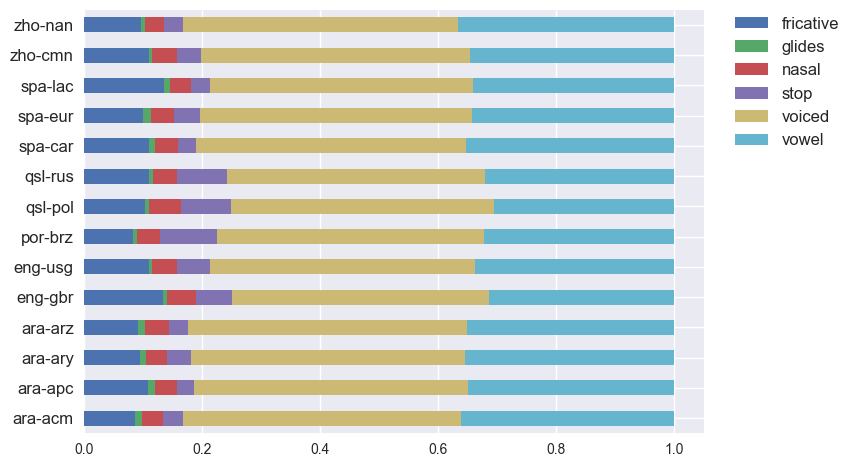 zho-nan
zho-cmn
spa-lac
spa-eur
spa-car
qsl-rus
qsl-pol
por-brz
eng-usg
eng-gbr
ara-arz
ara-ary
ara-apc
ara-acm
0.0 0.2 0.4 0.6 0.8 1.0
fricative
glides
nasal
stop
voiced
vowel